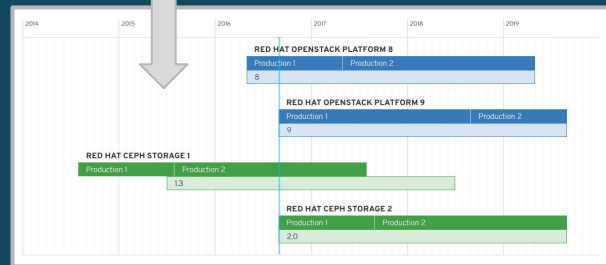 2014 2015 2016 2017 2018 2019
RED HAT OPENSTACK PLATFORM 8
Production 1 Production 2
8
RED HAT OPENSTACK PLATFORM 9
Production 1 Production 2
9
RED HAT CEPH STORAGE 1
Production 1 Production 2
1.3
RED HAT CEPH STORAGE 2
Production 1 Production 2
2.0